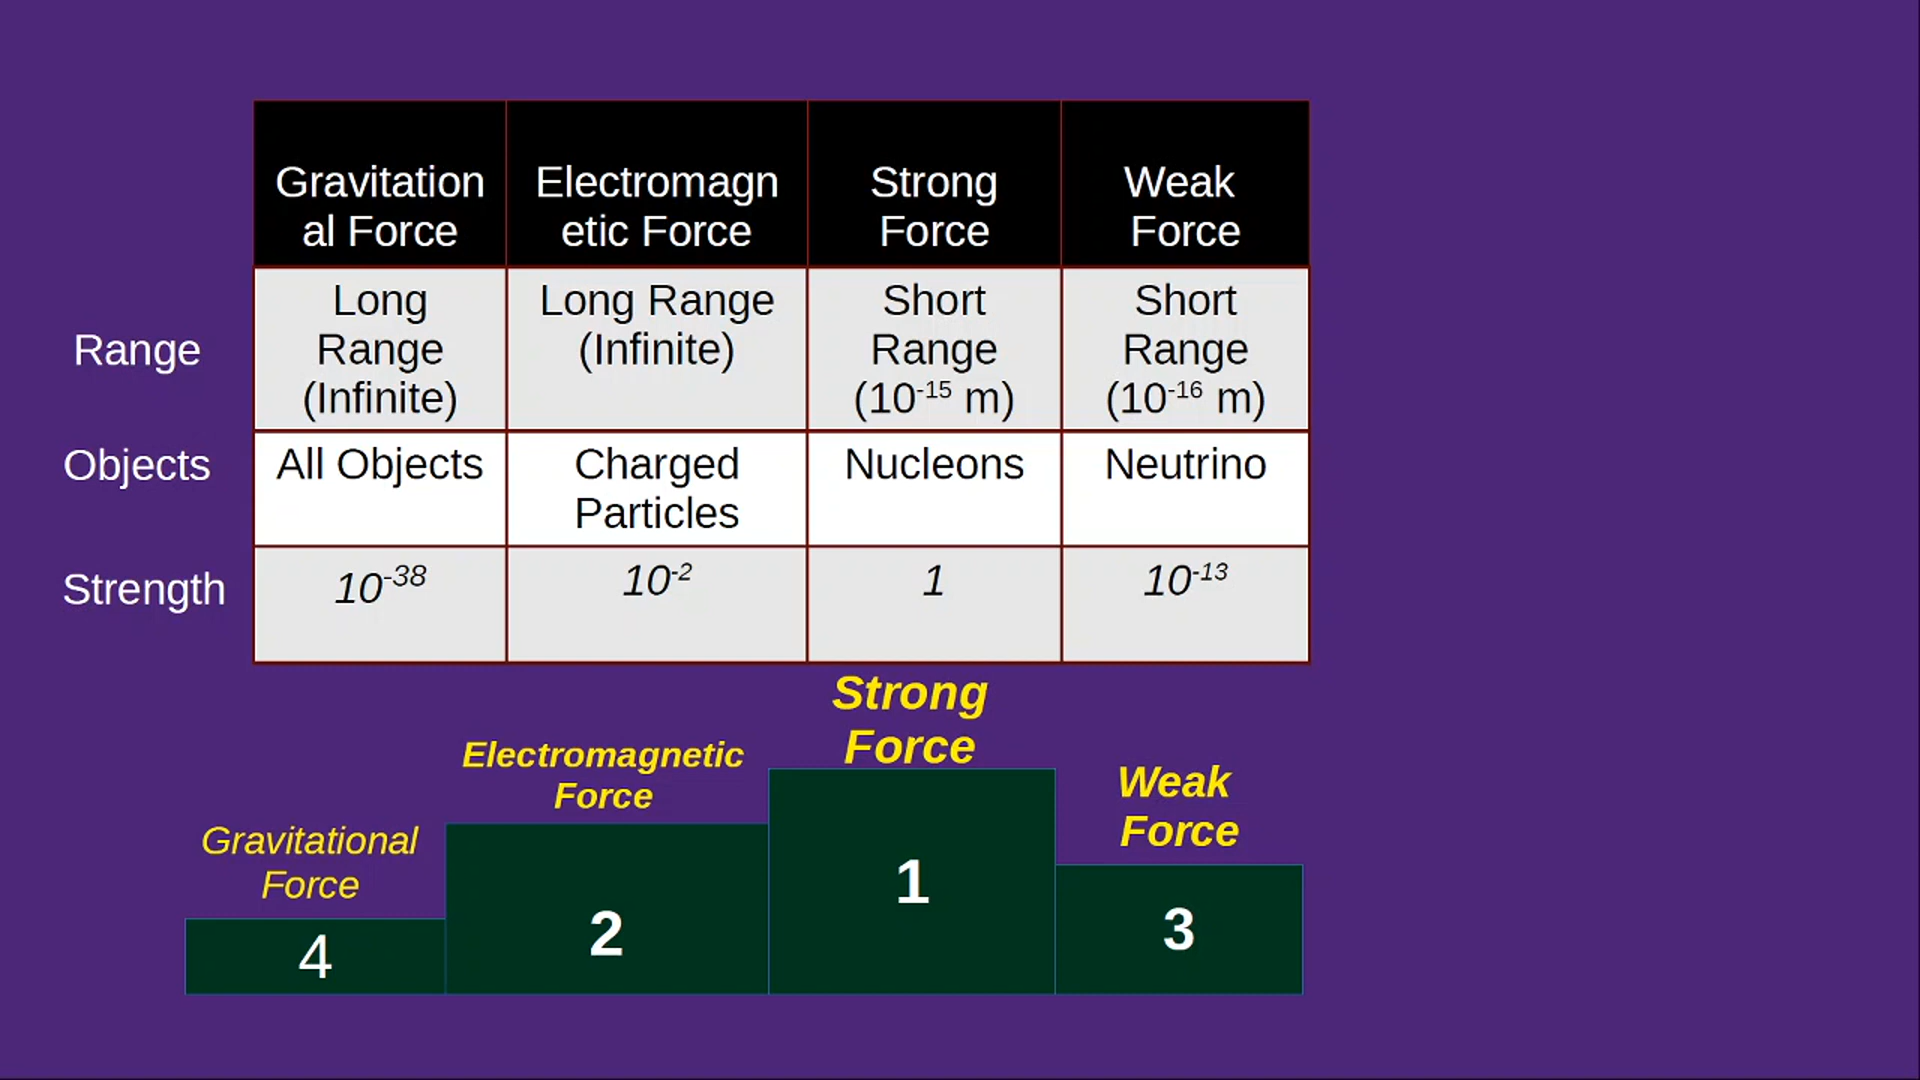 Gravitation
al Force
Electromagn
etic Force
Strong
Force
Weak
Force
Range
Long
Range
(Infinite)
Long Range
(Infinite)
Short
Range
(10⁻¹⁵ m)
Short
Range
(10⁻¹⁶ m)
Objects
All Objects
Charged
Particles
Nucleons
Neutrino
Strength
10⁻³⁸
10⁻²
1
10⁻¹³
Gravitational
Force
4
Electromagnetic
Force
2
Strong
Force
1
Weak
Force
3